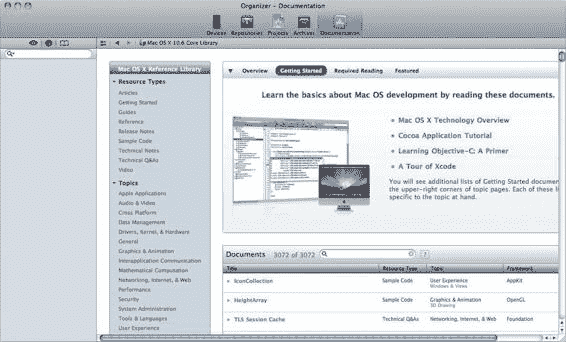 Organizer – Documentation
Devices Repositories Projects Archives Documentation
Mac OS X 10.6 Core Library
Mac OS X Reference Library
Resource Types
Articles
Getting Started
Guides
Reference
Release Notes
Sample Code
Technical Notes
Technical Q&As
Video
Topics
Apple Applications
Audio & Video
Cross Platform
Data Management
Drivers, Kernel, & Hardware
General
Graphics & Animation
Interapplication Communication
Mathematical Computation
Networking, Internet, & Web
Performance
Security
System Administration
Tools & Languages
User Experience
Overview Getting Started Required Reading Featured
Learn the basics about Mac OS development by reading these documents.
Mac OS X Technology Overview
Cocoa Application Tutorial
Learning Objective-C: A Primer
A Tour of Xcode
You will see additional lists of Getting Started documen
the upper-right corners of topic pages. Each of these li
specific to the topic at hand.
Documents 3072 of 3072 ?
Title Resource Type Topic Framework
IconCollection Sample Code User Experience AppKit
Windows & Views
HeightArray Sample Code Graphics & Animation OpenGL
3D Drawing
TLS Session Cache Technical Q&As Networking, Internet, & Web Foundation